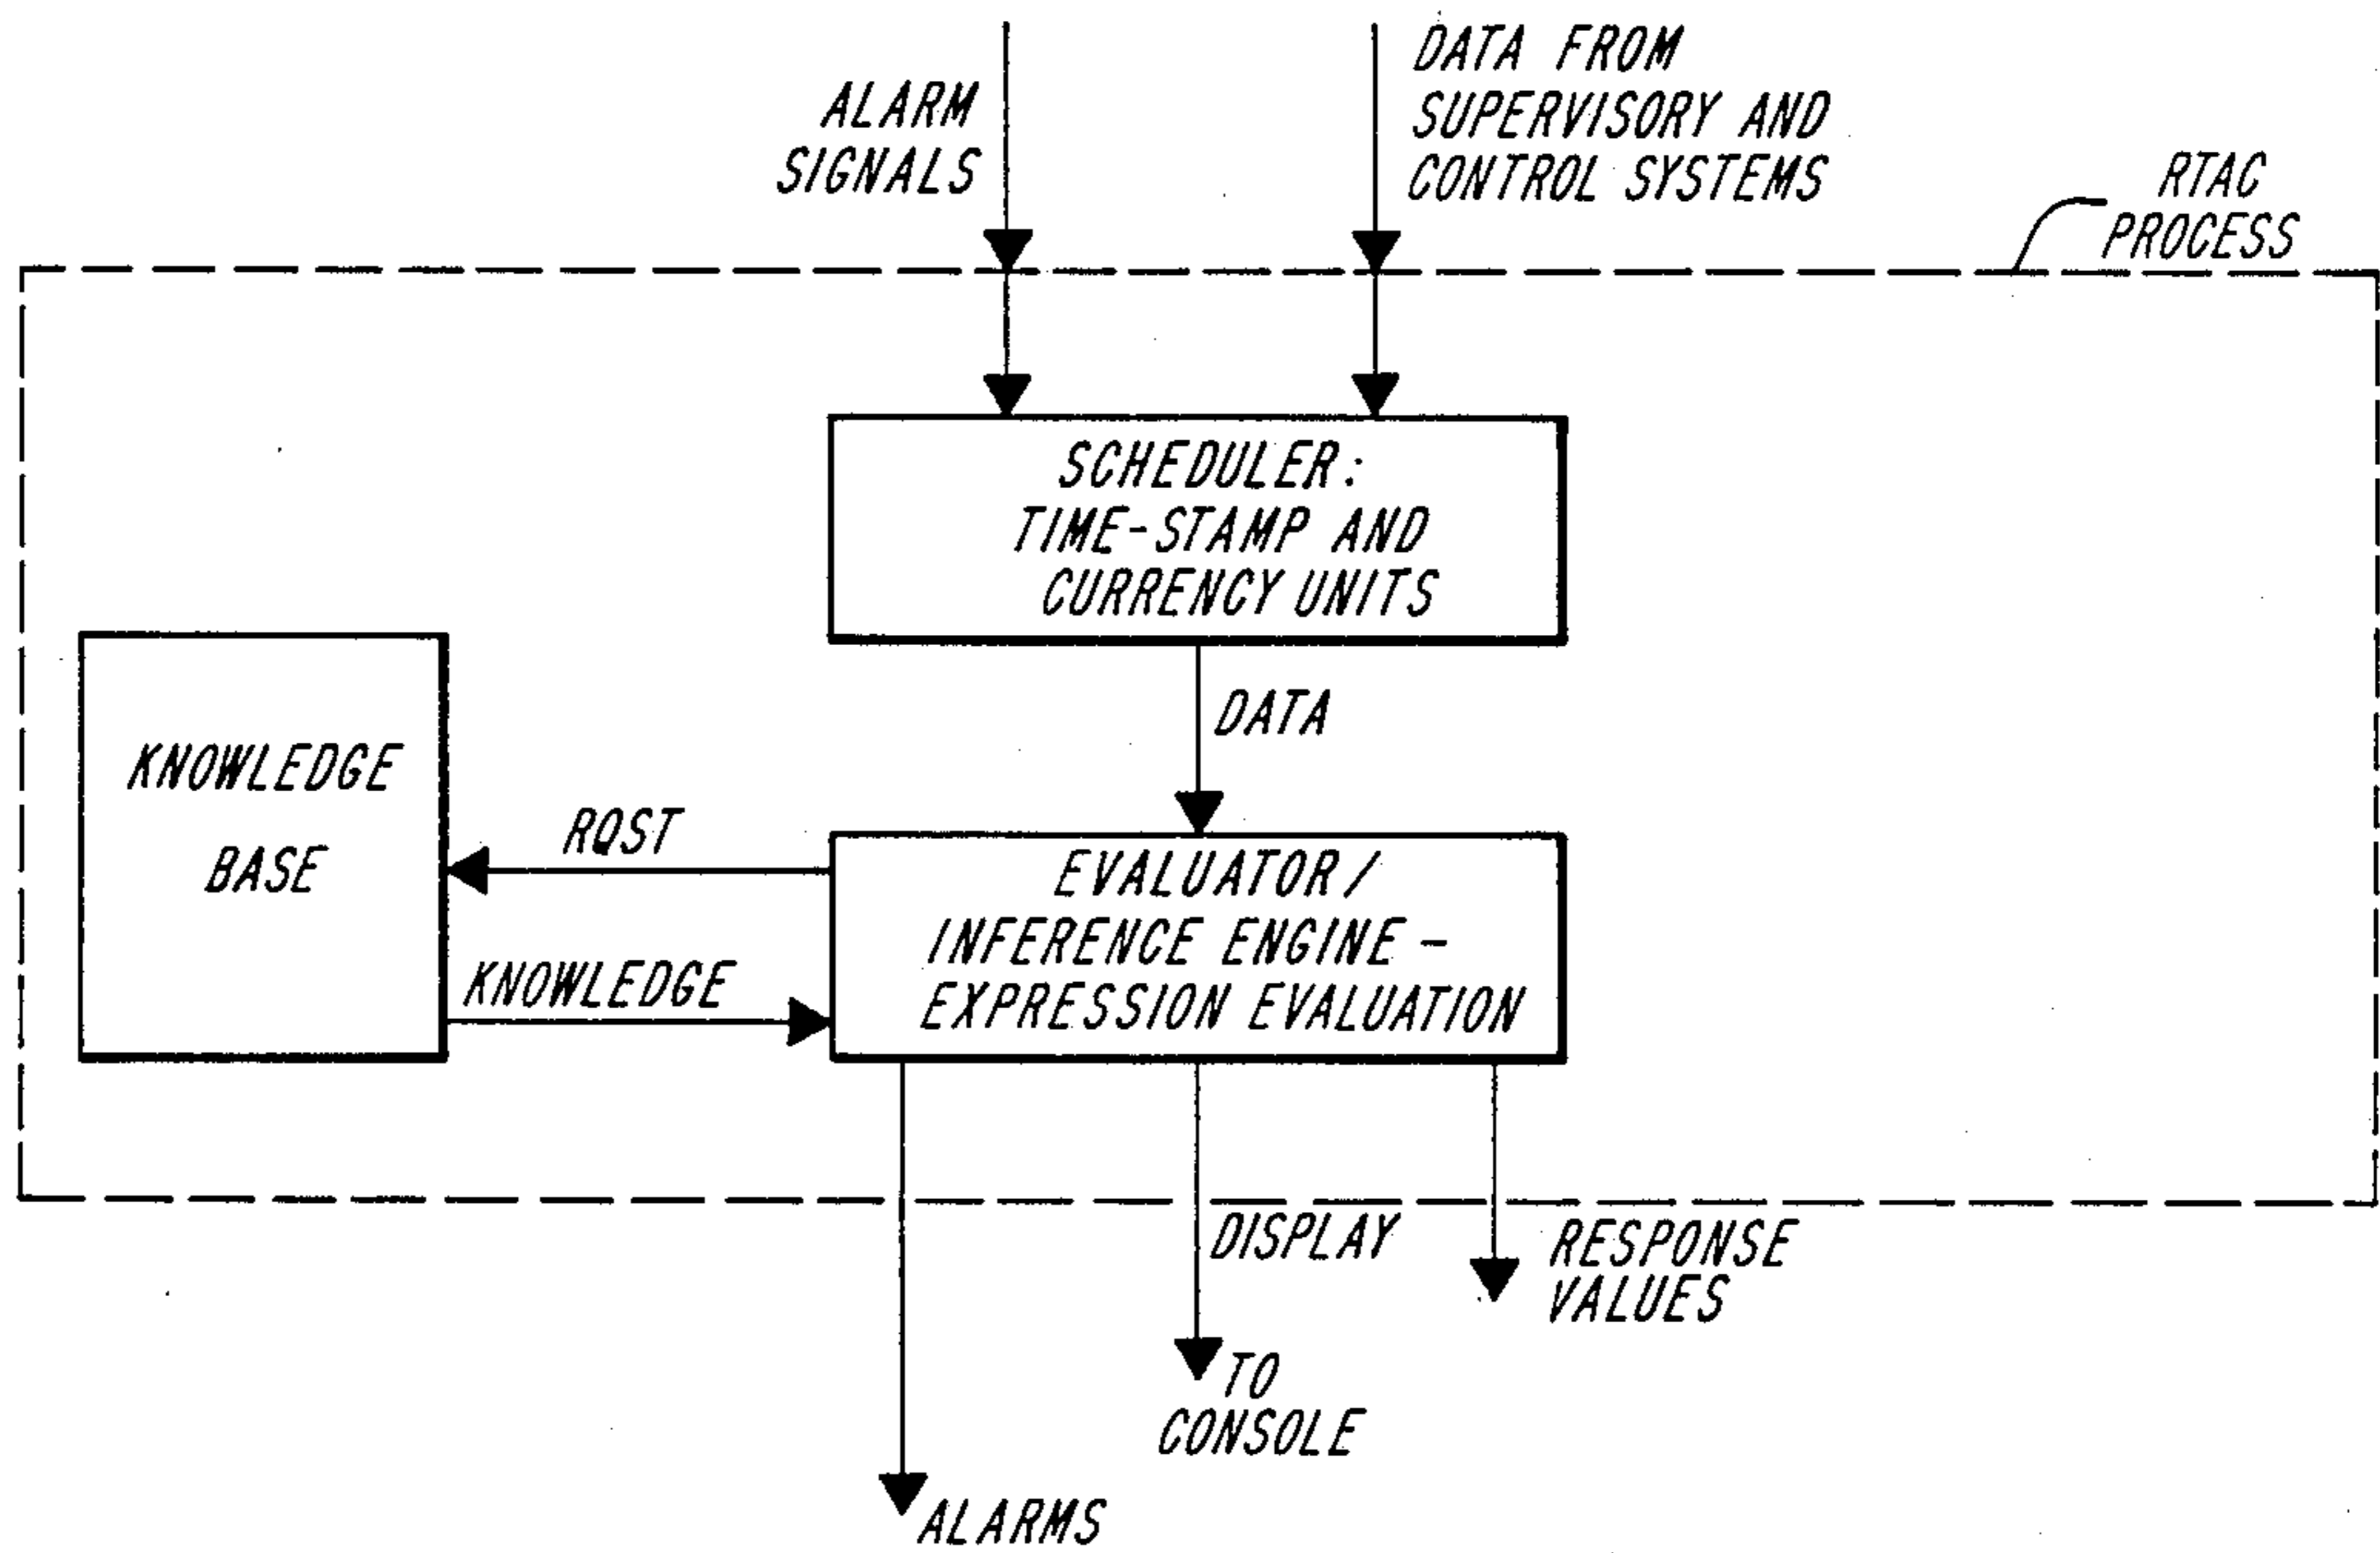 ALARM
SIGNALS
DATA FROM
SUPERVISORY AND
CONTROL SYSTEMS
RTAC
PROCESS
SCHEDULER:
TIME-STAMP AND
CURRENCY UNITS
DATA
KNOWLEDGE
BASE
RQST
KNOWLEDGE
EVALUATOR/
INFERENCE ENGINE-
EXPRESSION EVALUATION
DISPLAY
RESPONSE
VALUES
TO
CONSOLE
ALARMS